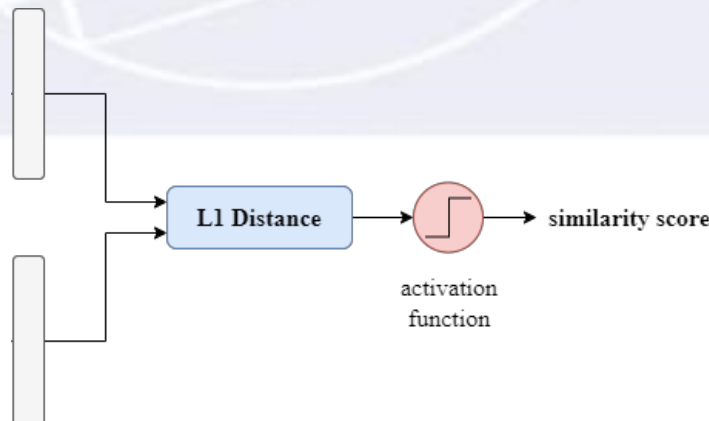 L1 Distance
similarity score
activation
function